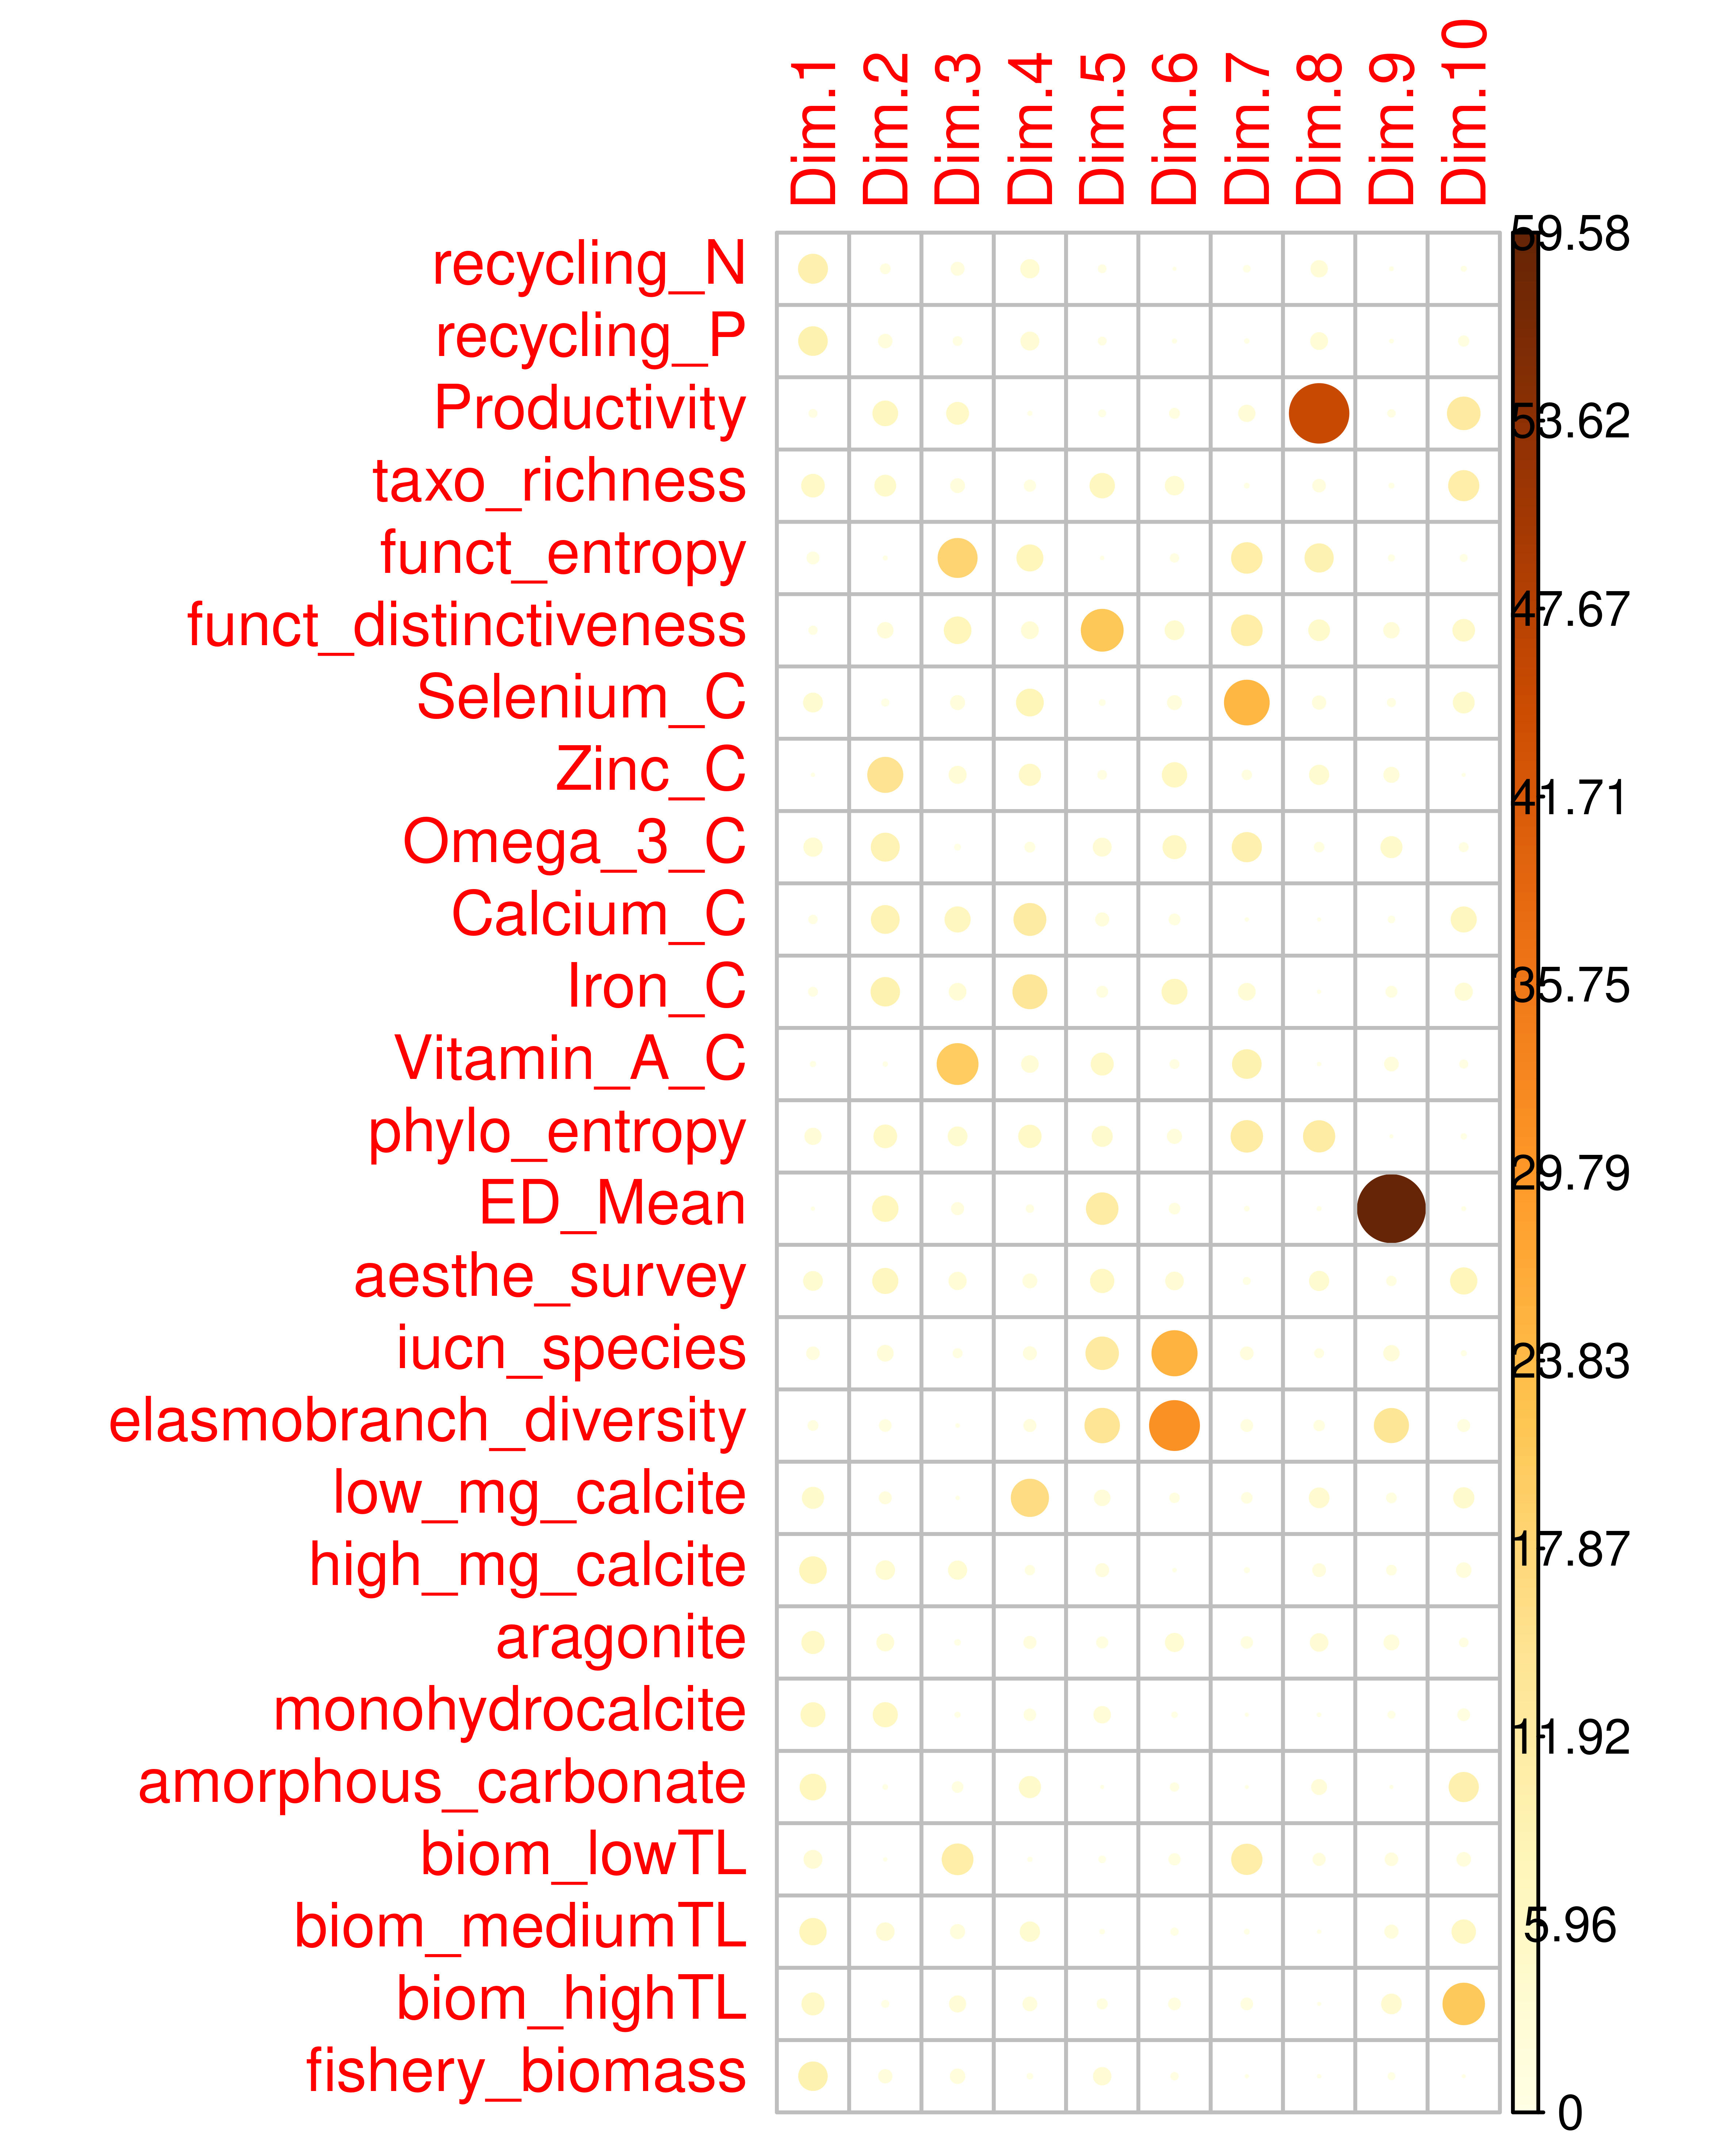 Dim.1 Dim.2 Dim.3 Dim.4 Dim.5 Dim.6 Dim.7 Dim.8 Dim.9 Dim.10
recycling_N
recycling_P
Productivity
taxo_richness
funct_entropy
funct_distinctiveness
Selenium_C
Zinc_C
Omega_3_C
Calcium_C
Iron_C
Vitamin_A_C
phylo_entropy
ED_Mean
aesthe_survey
iucn_species
elasmobranch_diversity
low_mg_calcite
high_mg_calcite
aragonite
monohydrocalcite
amorphous_carbonate
biom_lowTL
biom_mediumTL
biom_highTL
fishery_biomass
59.58
53.62
47.67
41.71
35.75
29.79
23.83
17.87
11.92
5.96
0